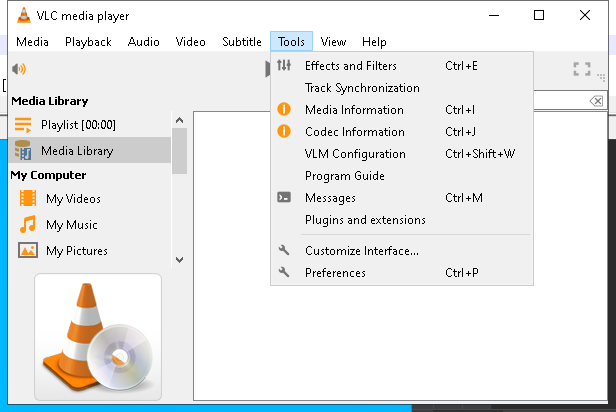 VLC media player
Media Playback Audio Video Subtitle Tools View Help
Effects and Filters Ctrl+E
Track Synchronization
Media Information Ctrl+I
Codec Information Ctrl+J
VLM Configuration Ctrl+Shift+W
Program Guide
Messages Ctrl+M
Plugins and extensions
Customize Interface...
Preferences Ctrl+P
Media Library
Playlist [00:00]
Media Library
My Computer
My Videos
My Music
My Pictures